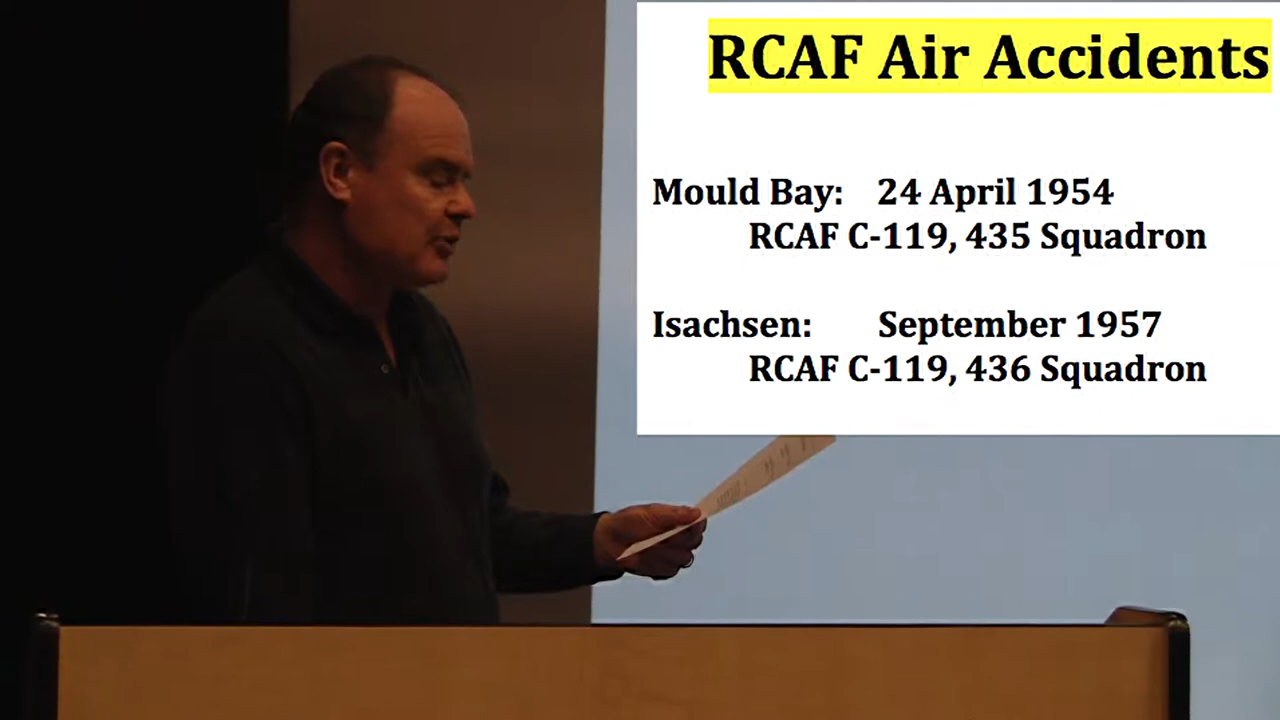 RCAF Air Accidents
Mould Bay: 24 April 1954
RCAF C-119, 435 Squadron
Isachsen: September 1957
RCAF C-119, 436 Squadron